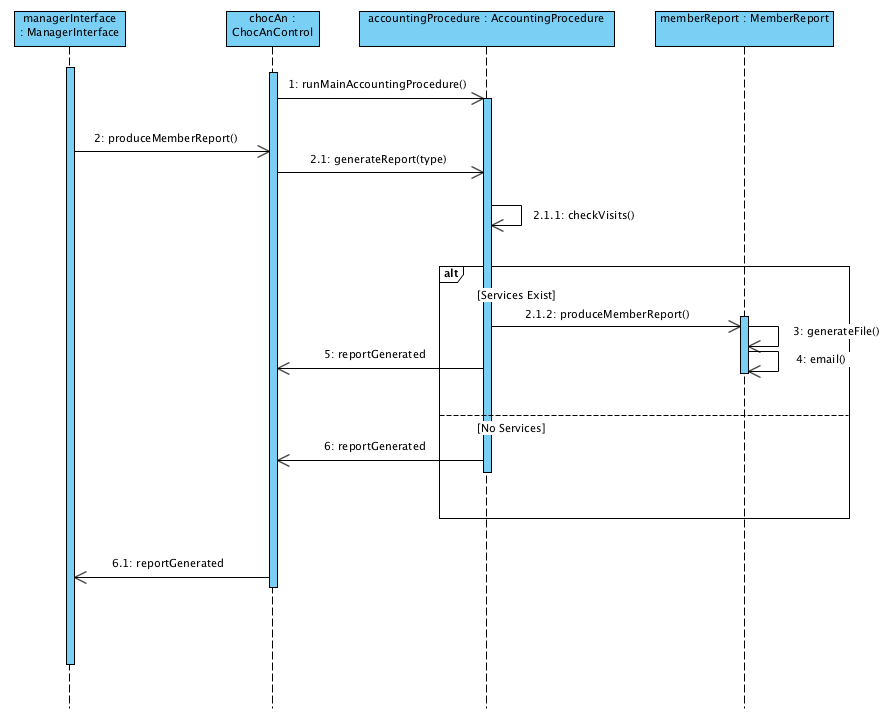 managerInterface
: ManagerInterface
chocAn :
ChocAnControl
accountingProcedure : AccountingProcedure
memberReport : MemberReport
1: runMainAccountingProcedure()
2: produceMemberReport()
2.1: generateReport(type)
2.1.1: checkVisits()
alt
[Services Exist]
2.1.2: produceMemberReport()
3: generateFile()
5: reportGenerated
4: email()
[No Services]
6: reportGenerated
6.1: reportGenerated